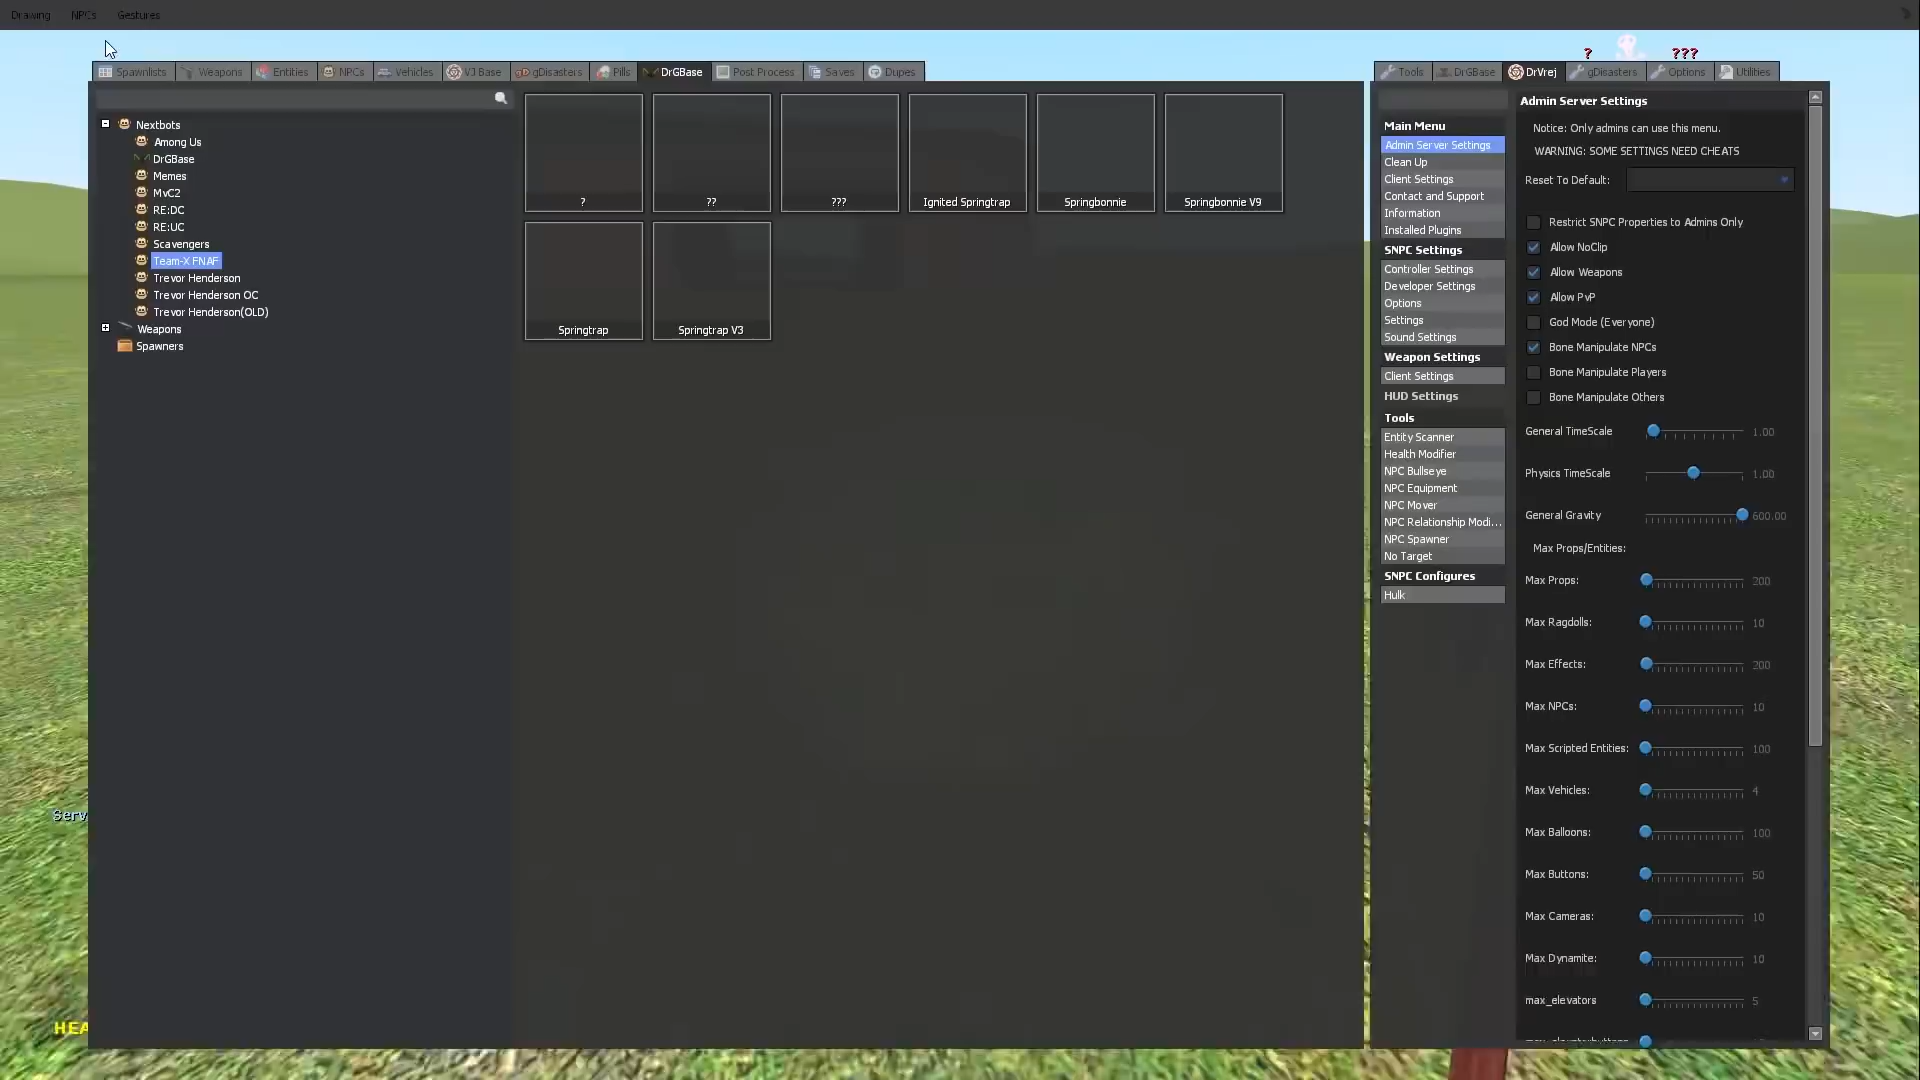 Drawing NPCs Gestures
? ???
Spawnlists Weapons Entities NPCs Vehicles VJ Base gDisasters Pills DrGBase Post Process Saves Dupes
Nextbots
Among Us
DrGBase
Memes
MvC2
RE:DC
RE:UC
Scavengers
Team-X FNAF
Trevor Henderson
Trevor Henderson OC
Trevor Henderson(OLD)
Weapons
Spawners
? ?? ??? Ignited Springtrap Springbonnie Springbonnie V9
Springtrap Springtrap V3
Serv
HEA
Tools DrGBase DrVrej gDisasters Options Utilities
Main Menu
Admin Server Settings
Clean Up
Client Settings
Contact and Support
Information
Installed Plugins
SNPC Settings
Controller Settings
Developer Settings
Options
Settings
Sound Settings
Weapon Settings
Client Settings
HUD Settings
Tools
Entity Scanner
Health Modifier
NPC Bullseye
NPC Equipment
NPC Mover
NPC Relationship Modi...
NPC Spawner
No Target
SNPC Configures
Hulk
Admin Server Settings
Notice: Only admins can use this menu.
WARNING: SOME SETTINGS NEED CHEATS
Reset To Default:
Restrict SNPC Properties to Admins Only
Allow NoClip
Allow Weapons
Allow PvP
God Mode (Everyone)
Bone Manipulate NPCs
Bone Manipulate Players
Bone Manipulate Others
General TimeScale 1.00
Physics TimeScale 1.00
General Gravity 600.00
Max Props/Entities:
Max Props: 200
Max Ragdolls: 10
Max Effects: 200
Max NPCs: 10
Max Scripted Entities: 100
Max Vehicles: 4
Max Balloons: 100
Max Buttons: 50
Max Cameras: 10
Max Dynamite: 10
max_elevators 5